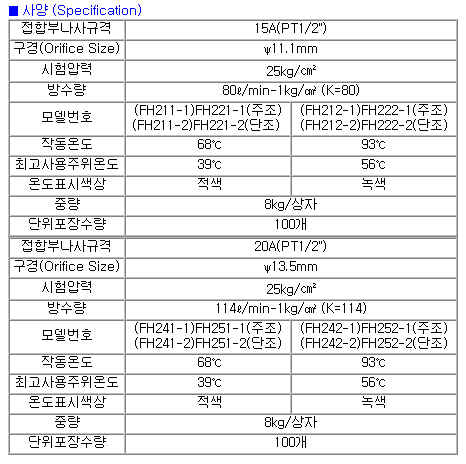 ■ 사양 (Specification)
접합부나사규격 15A(PT1/2")
구경(Orifice Size) ψ11.1mm
시험압력 25kg/㎠
방수량 80ℓ/min-1kg/㎠ (K=80)
모델번호 (FH211-1)FH221-1(주조) (FH212-1)FH222-1(주조)
(FH211-2)FH221-2(단조) (FH212-2)FH222-2(단조)
작동온도 68℃ 93℃
최고사용주위온도 39℃ 56℃
온도표시색상 적색 녹색
중량 8kg/상자
단위포장수량 100개
접합부나사규격 20A(PT1/2")
구경(Orifice Size) ψ13.5mm
시험압력 25kg/㎠
방수량 114ℓ/min-1kg/㎠ (K=114)
모델번호 (FH241-1)FH251-1(주조) (FH242-1)FH252-1(주조)
(FH241-2)FH251-2(단조) (FH242-2)FH252-2(단조)
작동온도 68℃ 93℃
최고사용주위온도 39℃ 56℃
온도표시색상 적색 녹색
중량 8kg/상자
단위포장수량 100개